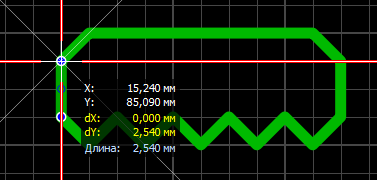 X: 15,240 мм
Y: 85,090 мм
dX: 0,000 мм
dY: 2,540 мм
Длина: 2,540 мм